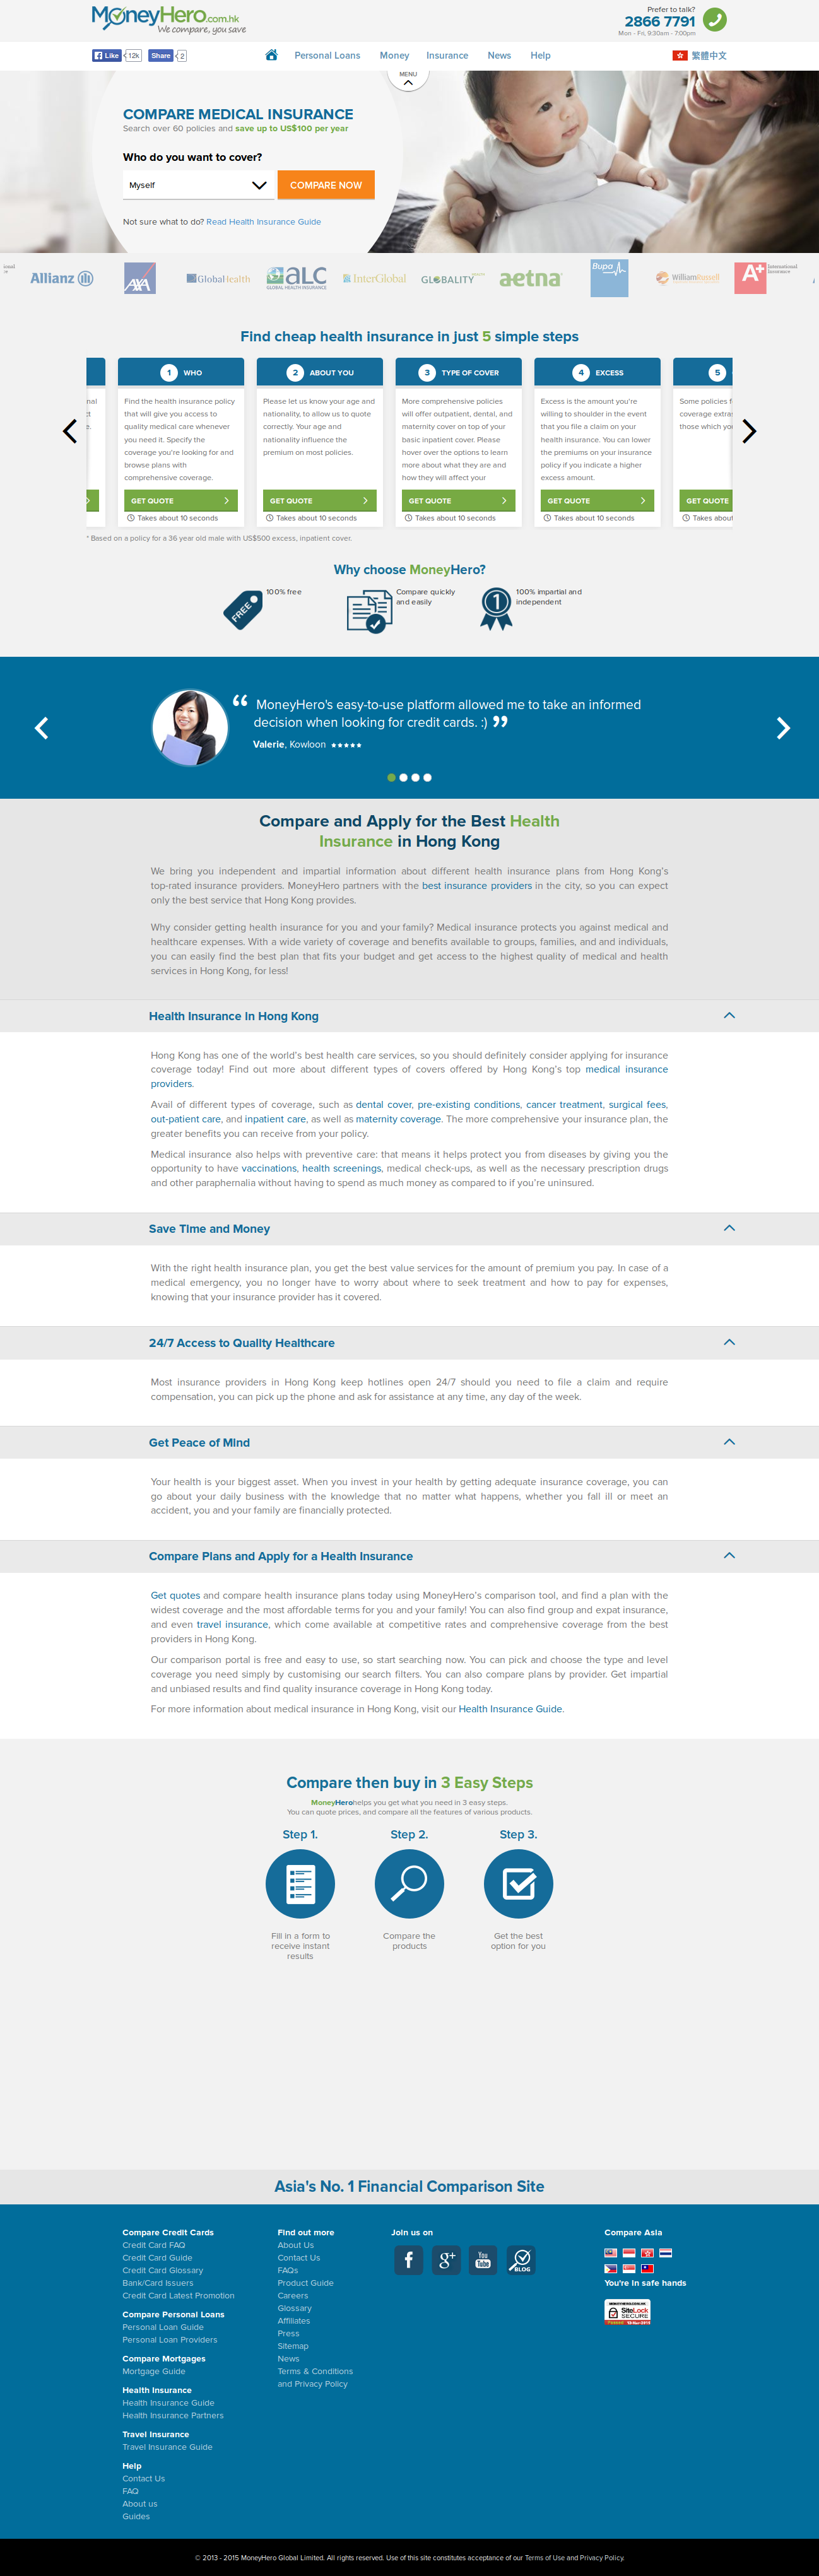 MoneyHero.com.hk
We compare, you save
Prefer to talk?
2866 7791
Mon - Fri, 9:30am - 7:00pm
Like 12k Share 2
Personal Loans Money Insurance News Help
繁體中文
MENU
COMPARE MEDICAL INSURANCE
Search over 60 policies and save up to US$100 per year
Who do you want to cover?
Myself
COMPARE NOW
Not sure what to do? Read Health Insurance Guide
Allianz AXA GlobalHealth ALC InterGlobal GLOBALITY aetna Bupa William Russell A+ International Insurance
GLOBAL HEALTH INSURANCE
Find cheap health insurance in just 5 simple steps
1 WHO
Find the health insurance policy
that will give you access to
quality medical care whenever
you need it. Specify the
coverage you're looking for and
browse plans with
comprehensive coverage.
GET QUOTE
Takes about 10 seconds
2 ABOUT YOU
Please let us know your age and
nationality, to allow us to quote
correctly. Your age and
nationality influence the
premium on most policies.
GET QUOTE
Takes about 10 seconds
3 TYPE OF COVER
More comprehensive policies
will offer outpatient, dental, and
maternity cover on top of your
basic inpatient cover. Please
hover over the options to learn
more about what they are and
how they will affect your
GET QUOTE
Takes about 10 seconds
4 EXCESS
Excess is the amount you're
willing to shoulder in the event
that you file a claim on your
health insurance. You can lower
the premiums on your insurance
policy if you indicate a higher
excess amount.
GET QUOTE
Takes about 10 seconds
5
Some policies
coverage extra
those which you
GET QUOTE
Takes about
* Based on a policy for a 36 year old male with US$500 excess, inpatient cover.
Why choose MoneyHero?
FREE
100% free
Compare quickly
and easily
1
100% impartial and
independent
“ MoneyHero's easy-to-use platform allowed me to take an informed
decision when looking for credit cards. :) ”
Valerie, Kowloon
Compare and Apply for the Best Health
Insurance in Hong Kong
We bring you independent and impartial information about different health insurance plans from Hong Kong's
top-rated insurance providers. MoneyHero partners with the best insurance providers in the city, so you can expect
only the best service that Hong Kong provides.
Why consider getting health insurance for you and your family? Medical insurance protects you against medical and
healthcare expenses. With a wide variety of coverage and benefits available to groups, families, and and individuals,
you can easily find the best plan that fits your budget and get access to the highest quality of medical and health
services in Hong Kong, for less!
Health Insurance in Hong Kong
Hong Kong has one of the world's best health care services, so you should definitely consider applying for insurance
coverage today! Find out more about different types of covers offered by Hong Kong's top medical insurance
providers.
Avail of different types of coverage, such as dental cover, pre-existing conditions, cancer treatment, surgical fees,
out-patient care, and inpatient care, as well as maternity coverage. The more comprehensive your insurance plan, the
greater benefits you can receive from your policy.
Medical insurance also helps with preventive care: that means it helps protect you from diseases by giving you the
opportunity to have vaccinations, health screenings, medical check-ups, as well as the necessary prescription drugs
and other paraphernalia without having to spend as much money as compared to if you're uninsured.
Save Time and Money
With the right health insurance plan, you get the best value services for the amount of premium you pay. In case of a
medical emergency, you no longer have to worry about where to seek treatment and how to pay for expenses,
knowing that your insurance provider has it covered.
24/7 Access to Quality Healthcare
Most insurance providers in Hong Kong keep hotlines open 24/7 should you need to file a claim and require
compensation, you can pick up the phone and ask for assistance at any time, any day of the week.
Get Peace of Mind
Your health is your biggest asset. When you invest in your health by getting adequate insurance coverage, you can
go about your daily business with the knowledge that no matter what happens, whether you fall ill or meet an
accident, you and your family are financially protected.
Compare Plans and Apply for a Health Insurance
Get quotes and compare health insurance plans today using MoneyHero's comparison tool, and find a plan with the
widest coverage and the most affordable terms for you and your family! You can also find group and expat insurance,
and even travel insurance, which come available at competitive rates and comprehensive coverage from the best
providers in Hong Kong.
Our comparison portal is free and easy to use, so start searching now. You can pick and choose the type and level
coverage you need simply by customising our search filters. You can also compare plans by provider. Get impartial
and unbiased results and find quality insurance coverage in Hong Kong today.
For more information about medical insurance in Hong Kong, visit our Health Insurance Guide.
Compare then buy in 3 Easy Steps
MoneyHerohelps you get what you need in 3 easy steps.
You can quote prices, and compare all the features of various products.
Step 1. Step 2. Step 3.
Fill in a form to
receive instant
results
Compare the
products
Get the best
option for you
Asia's No. 1 Financial Comparison Site
Compare Credit Cards
Credit Card FAQ
Credit Card Guide
Credit Card Glossary
Bank/Card Issuers
Credit Card Latest Promotion
Compare Personal Loans
Personal Loan Guide
Personal Loan Providers
Compare Mortgages
Mortgage Guide
Health Insurance
Health Insurance Guide
Health Insurance Partners
Travel Insurance
Travel Insurance Guide
Help
Contact Us
FAQ
About us
Guides
Find out more
About Us
Contact Us
FAQs
Product Guide
Careers
Glossary
Affiliates
Press
Sitemap
News
Terms & Conditions
and Privacy Policy
Join us on
You Tube
BLOG
Compare Asia
You're in safe hands
SiteLock
SECURE
© 2013 - 2015 MoneyHero Global Limited. All rights reserved. Use of this site constitutes acceptance of our Terms of Use and Privacy Policy.